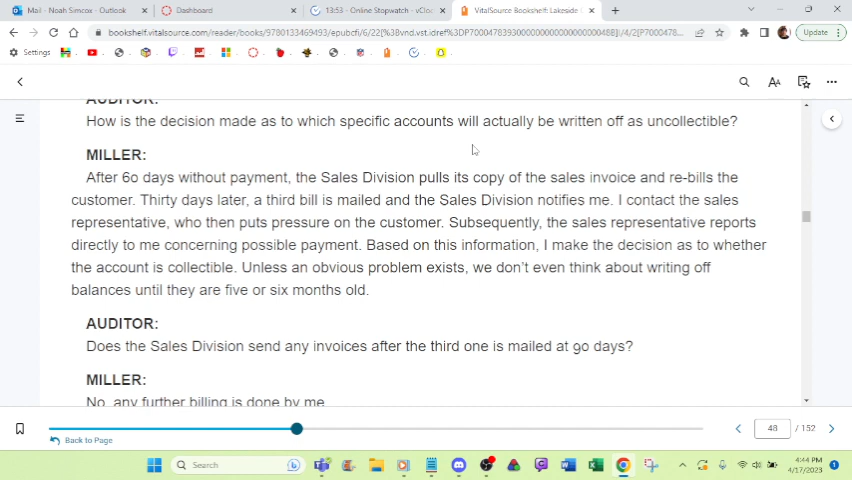 Mail - Noah Simcox - Outlook
Dashboard
13:53 - Online Stopwatch - vClou
VitalSource Bookshelf: Lakeside
bookshelf.vitalsource.com/reader/books/9780133469493/epubcfi/6/22[%3Bvnd.vst.idref%3DP7000478393000000000000000000048B]!/4/2[P7000478...
Update
Settings
AUDITOR:
How is the decision made as to which specific accounts will actually be written off as uncollectible?
MILLER:
After 60 days without payment, the Sales Division pulls its copy of the sales invoice and re-bills the
customer. Thirty days later, a third bill is mailed and the Sales Division notifies me. I contact the sales
representative, who then puts pressure on the customer. Subsequently, the sales representative reports
directly to me concerning possible payment. Based on this information, I make the decision as to whether
the account is collectible. Unless an obvious problem exists, we don't even think about writing off
balances until they are five or six months old.
AUDITOR:
Does the Sales Division send any invoices after the third one is mailed at 90 days?
MILLER:
No, any further billing is done by me
48 / 152
Back to Page
Search
4:44 PM
4/17/2023